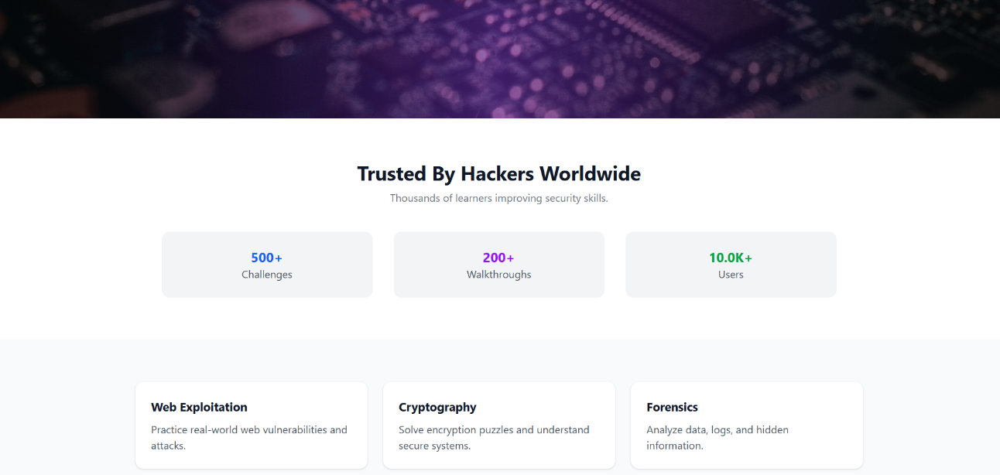 Trusted By Hackers Worldwide
Thousands of learners improving security skills.
500+
Challenges
200+
Walkthroughs
10.0K+
Users
Web Exploitation
Practice real-world web vulnerabilities and
attacks.
Cryptography
Solve encryption puzzles and understand
secure systems.
Forensics
Analyze data, logs, and hidden
information.